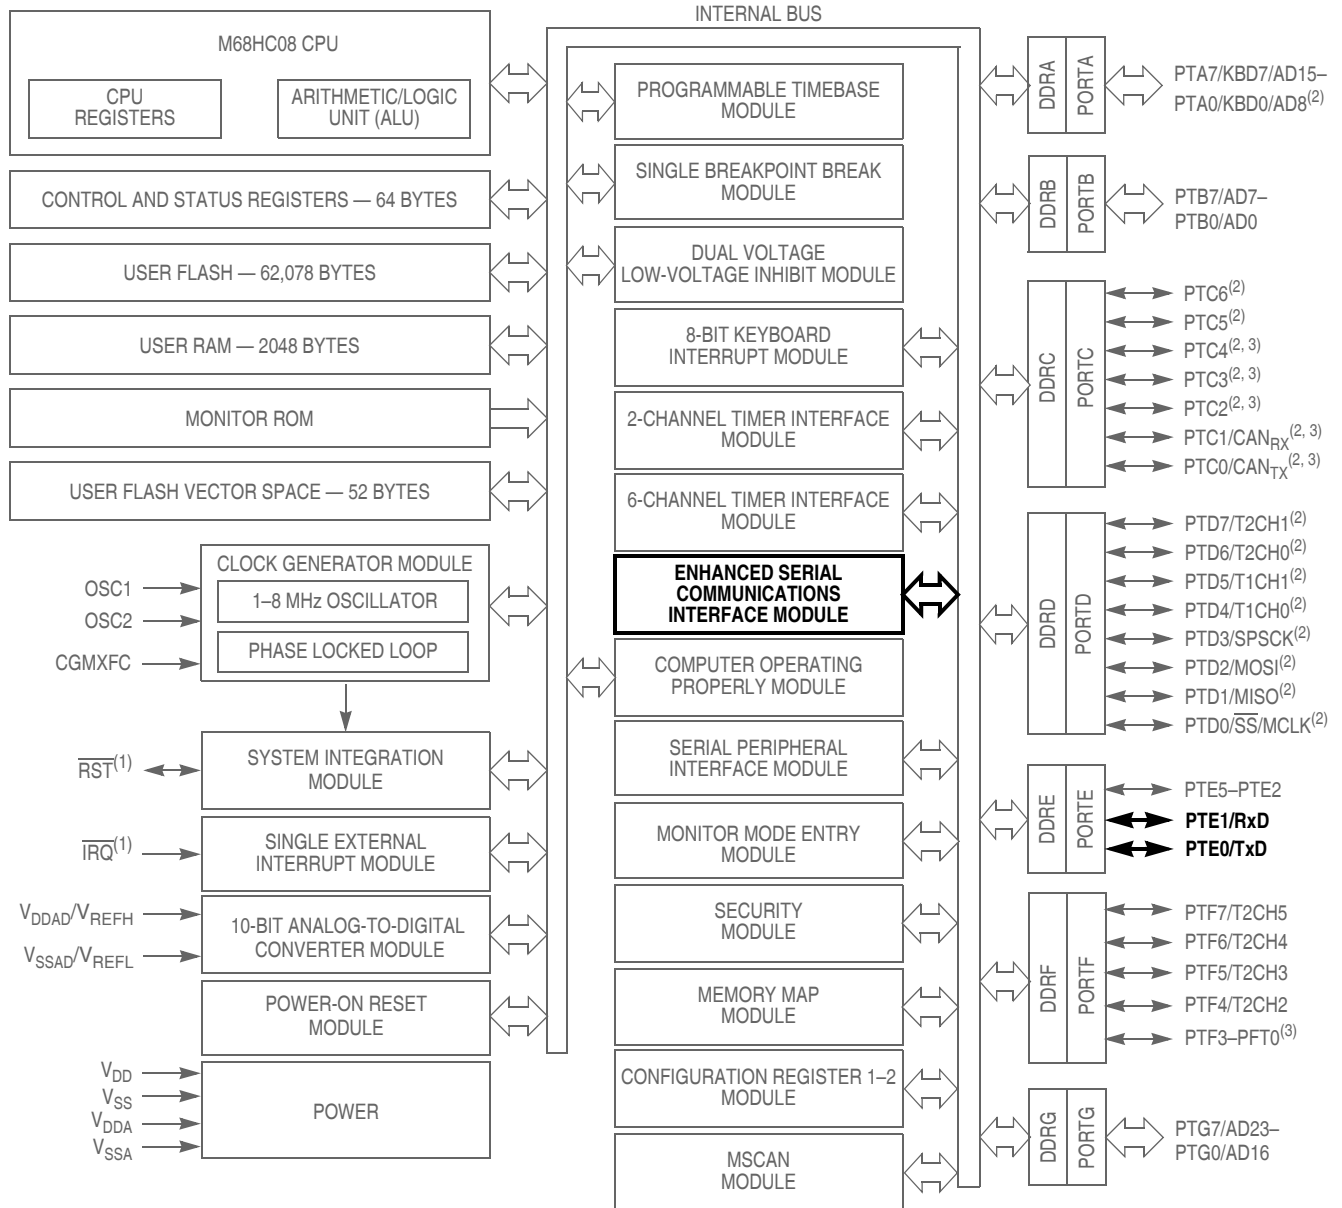 INTERNAL BUS
M68HC08 CPU
CPU
REGISTERS
ARITHMETIC/LOGIC
UNIT (ALU)
CONTROL AND STATUS REGISTERS — 64 BYTES
USER FLASH — 62,078 BYTES
USER RAM — 2048 BYTES
MONITOR ROM
USER FLASH VECTOR SPACE — 52 BYTES
OSC1
OSC2
CGMXFC
CLOCK GENERATOR MODULE
1–8 MHz OSCILLATOR
PHASE LOCKED LOOP
RST(1)
SYSTEM INTEGRATION
MODULE
IRQ(1)
SINGLE EXTERNAL
INTERRUPT MODULE
VDDAD/VREFH
VSSAD/VREFL
10-BIT ANALOG-TO-DIGITAL
CONVERTER MODULE
POWER-ON RESET
MODULE
VDD
VSS
VDDA
VSSA
POWER
PROGRAMMABLE TIMEBASE
MODULE
SINGLE BREAKPOINT BREAK
MODULE
DUAL VOLTAGE
LOW-VOLTAGE INHIBIT MODULE
8-BIT KEYBOARD
INTERRUPT MODULE
2-CHANNEL TIMER INTERFACE
MODULE
6-CHANNEL TIMER INTERFACE
MODULE
ENHANCED SERIAL
COMMUNICATIONS
INTERFACE MODULE
COMPUTER OPERATING
PROPERLY MODULE
SERIAL PERIPHERAL
INTERFACE MODULE
MONITOR MODE ENTRY
MODULE
SECURITY
MODULE
MEMORY MAP
MODULE
CONFIGURATION REGISTER 1–2
MODULE
MSCAN
MODULE
DDRA
PORTA
PTA7/KBD7/AD15–
PTA0/KBD0/AD8(2)
DDRB
PORTB
PTB7/AD7–
PTB0/AD0
DDRC
PORTC
PTC6(2)
PTC5(2)
PTC4(2, 3)
PTC3(2, 3)
PTC2(2, 3)
PTC1/CANRX(2, 3)
PTC0/CANTX(2, 3)
DDRD
PORTD
PTD7/T2CH1(2)
PTD6/T2CH0(2)
PTD5/T1CH1(2)
PTD4/T1CH0(2)
PTD3/SPSCK(2)
PTD2/MOSI(2)
PTD1/MISO(2)
PTD0/SS/MCLK(2)
DDRE
PORTE
PTE5–PTE2
PTE1/RxD
PTE0/TxD
DDRF
PORTF
PTF7/T2CH5
PTF6/T2CH4
PTF5/T2CH3
PTF4/T2CH2
PTF3–PFT0(3)
DDRG
PORTG
PTG7/AD23–
PTG0/AD16